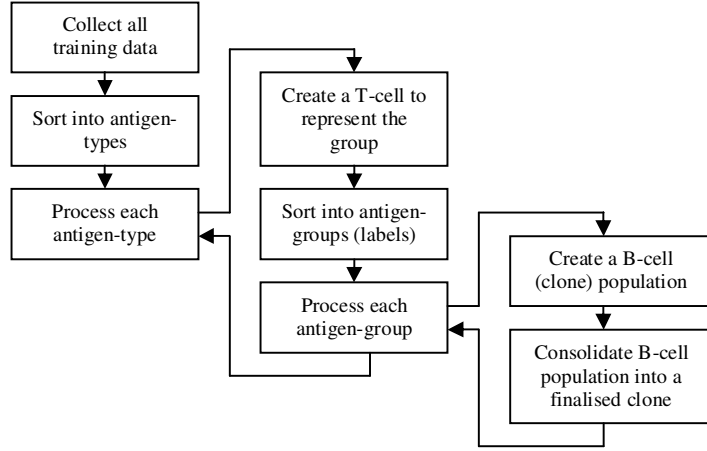 Collect all
training data
Sort into antigen-
types
Process each
antigen-type
Create a T-cell to
represent the
group
Sort into antigen-
groups (labels)
Process each
antigen-group
Create a B-cell
(clone) population
Consolidate B-cell
population into a
finalised clone